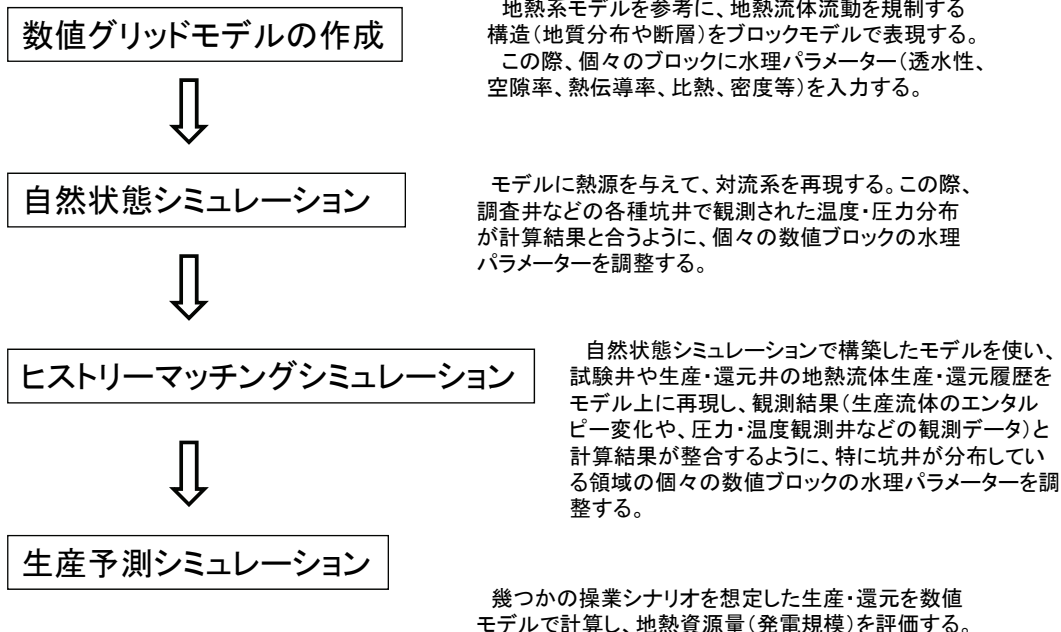 数値グリッドモデルの作成
地熱系モデルを参考に、地熱流体流動を規制する
構造(地質分布や断層)をブロックモデルで表現する。
この際、個々のブロックに水理パラメーター(透水性、
空隙率、熱伝導率、比熱、密度等)を入力する。
自然状態シミュレーション
モデルに熱源を与えて、対流系を再現する。この際、
調査井などの各種坑井で観測された温度・圧力分布
が計算結果と合うように、個々の数値ブロックの水理
パラメーターを調整する。
ヒストリーマッチングシミュレーション
自然状態シミュレーションで構築したモデルを使い、
試験井や生産・還元井の地熱流体生産・還元履歴を
モデル上に再現し、観測結果(生産流体のエンタル
ピー変化や、圧力・温度観測井などの観測データ)と
計算結果が整合するように、特に坑井が分布してい
る領域の個々の数値ブロックの水理パラメーターを調
整する。
生産予測シミュレーション
幾つかの操業シナリオを想定した生産・還元を数値
モデルで計算し、地熱資源量(発電規模)を評価する。